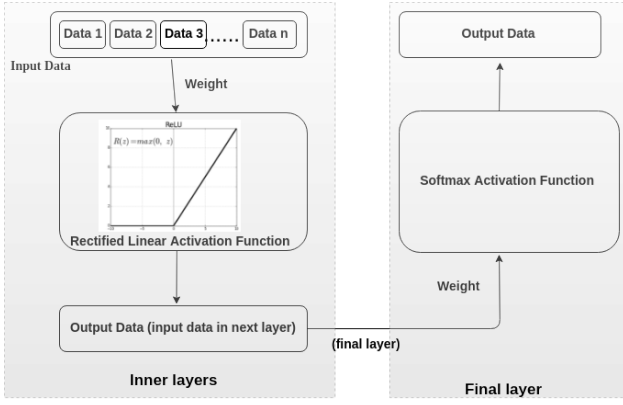 Data 1 Data 2 Data 3 ...... Data n
Input Data
Weight
ReLU
R(z)=max(0, z)
Rectified Linear Activation Function
Output Data (input data in next layer)
(final layer)
Inner layers
Output Data
Softmax Activation Function
Weight
Final layer